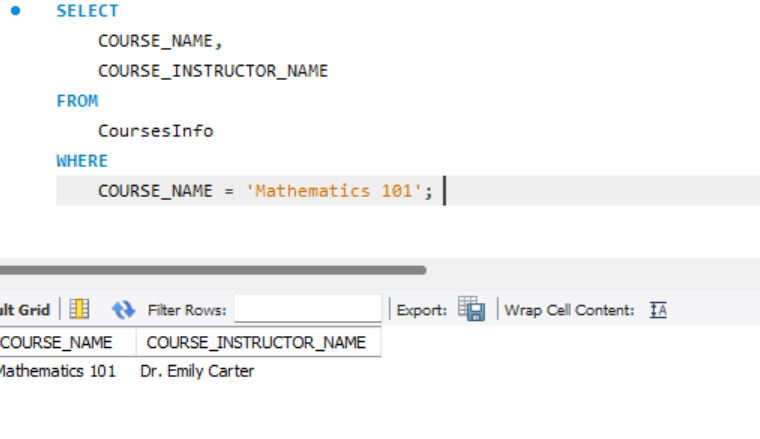 SELECT
COURSE_NAME,
COURSE_INSTRUCTOR_NAME
FROM
CoursesInfo
WHERE
COURSE_NAME = 'Mathematics 101';
ult Grid Filter Rows: Export: Wrap Cell Content: IA
COURSE_NAME COURSE_INSTRUCTOR_NAME
Mathematics 101 Dr. Emily Carter